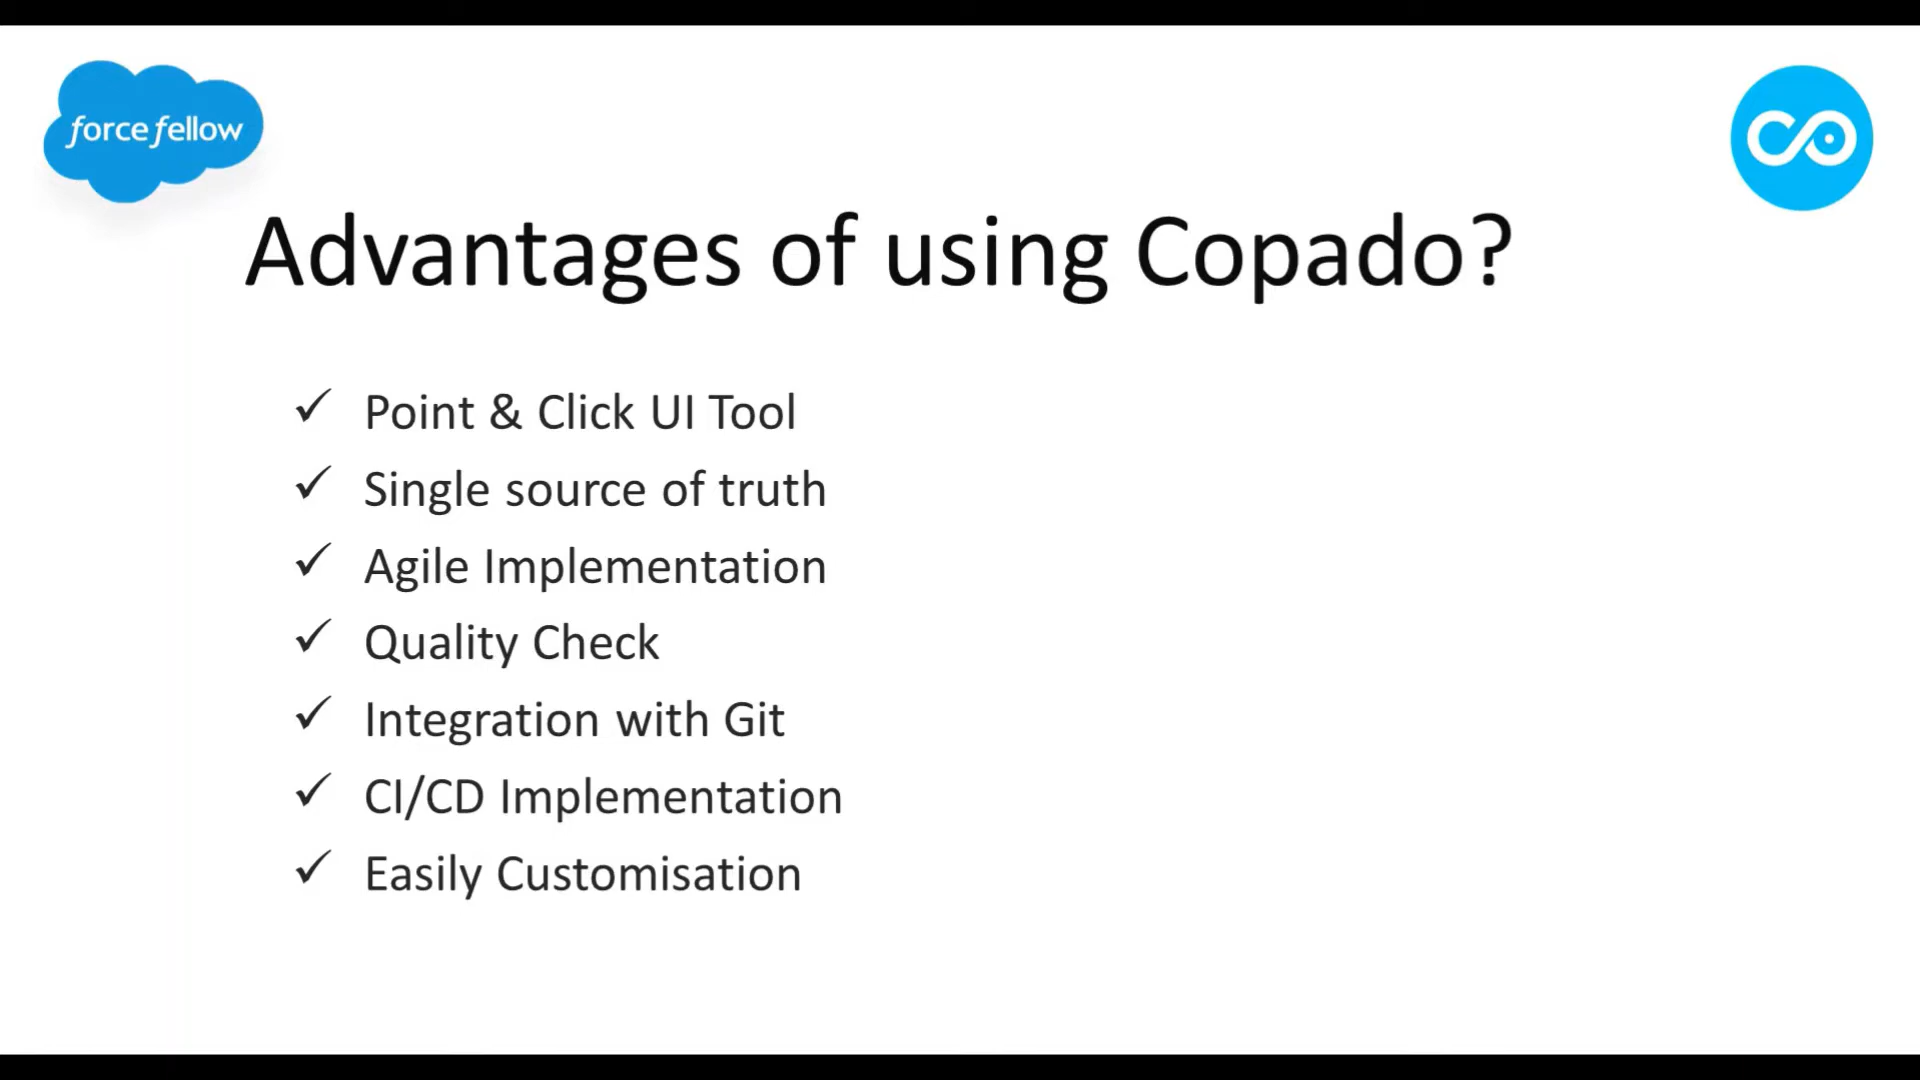 force fellow
Advantages of using Copado?
✓ Point & Click UI Tool
✓ Single source of truth
✓ Agile Implementation
✓ Quality Check
✓ Integration with Git
✓ CI/CD Implementation
✓ Easily Customisation